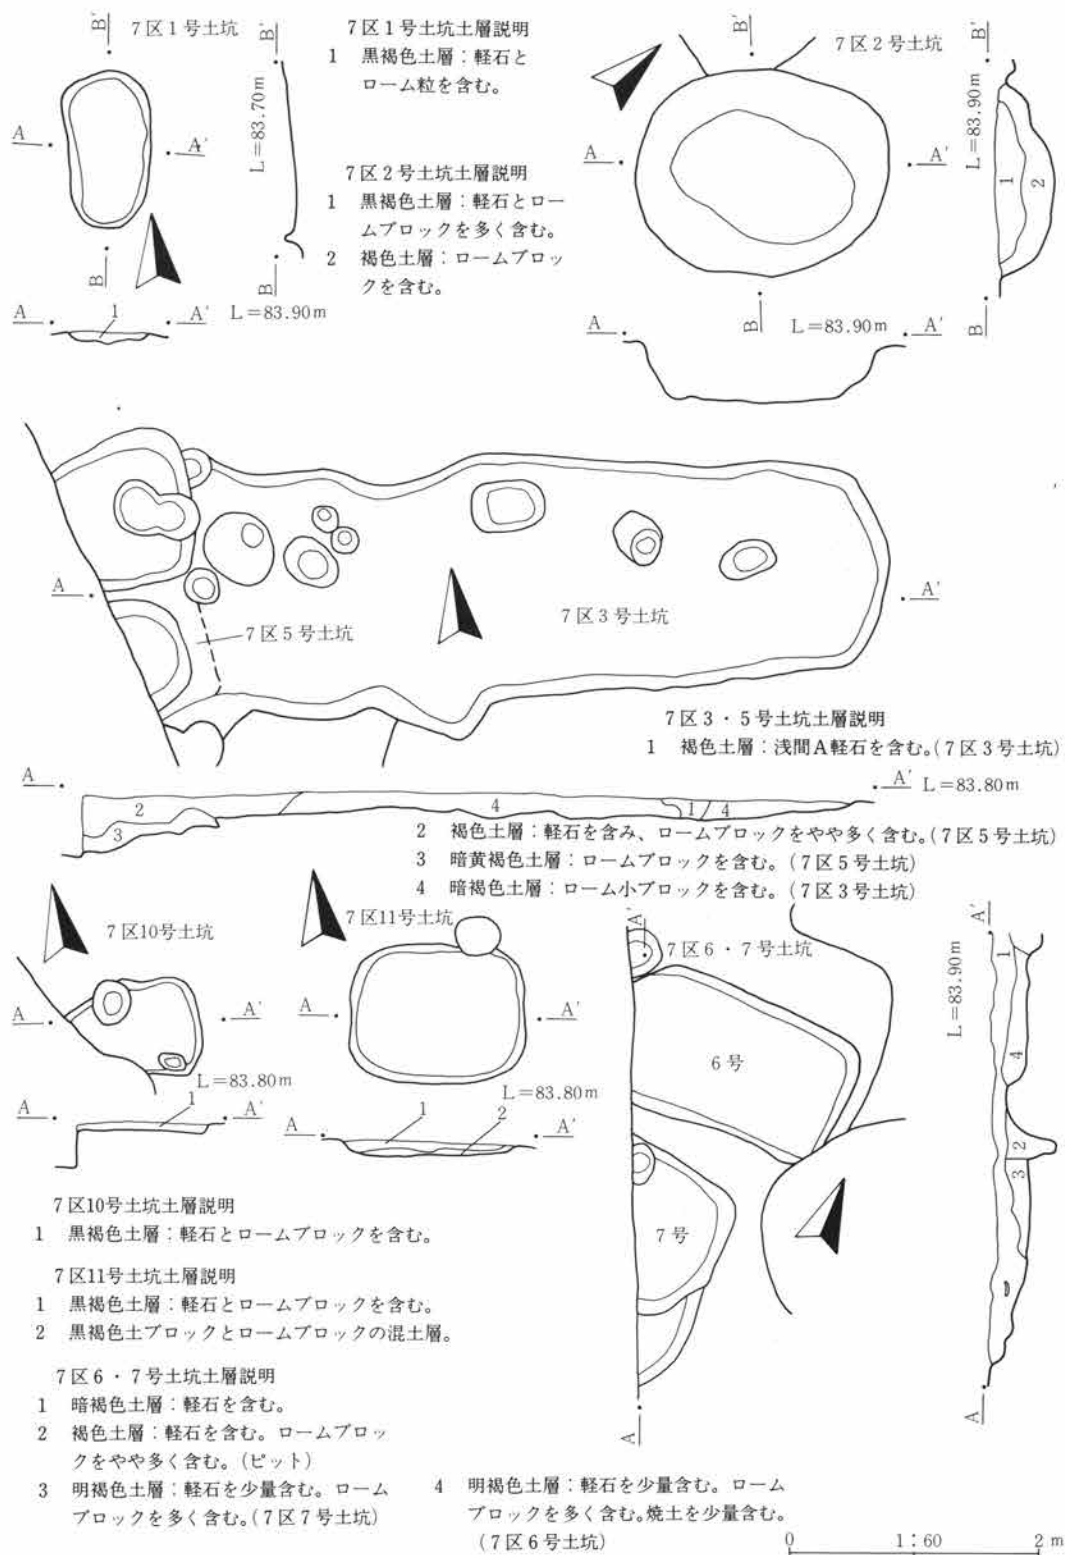 7区1号土坑
B'
B'
A
A'
L=83.70m
B
B
A
1
A'
L=83.90m
7区1号土坑土層説明
1 黒褐色土層：軽石と
ローム粒を含む。
7区2号土坑土層説明
1 黒褐色土層：軽石とロー
ムブロックを多く含む。
2 褐色土層：ロームブロッ
クを含む。
7区2号土坑
B'
B'
A
A'
L=83.90m
1
2
B
B
A
L=83.90m
A'
A
A'
7区5号土坑
7区3号土坑
7区3・5号土坑土層説明
1 褐色土層：浅間A軽石を含む。(7区3号土坑)
A
A'
L=83.80m
2
3
4
1
4
2 褐色土層：軽石を含み、ロームブロックをやや多く含む。(7区5号土坑)
3 暗黄褐色土層：ロームブロックを含む。(7区5号土坑)
4 暗褐色土層：ローム小ブロックを含む。(7区3号土坑)
7区10号土坑
A
A'
L=83.80m
A
1
A'
7区11号土坑
A
A'
L=83.80m
A
1
2
A'
7区6・7号土坑
A'
6号
7号
A
A'
L=83.90m
1
4
2
3
A
7区10号土坑土層説明
1 黒褐色土層：軽石とロームブロックを含む。
7区11号土坑土層説明
1 黒褐色土層：軽石とロームブロックを含む。
2 黒褐色土ブロックとロームブロックの混土層。
7区6・7号土坑土層説明
1 暗褐色土層：軽石を含む。
2 褐色土層：軽石を含む。ロームブロッ
クをやや多く含む。(ピット)
3 明褐色土層：軽石を少量含む。ローム
ブロックを多く含む。(7区7号土坑)
4 明褐色土層：軽石を少量含む。ローム
ブロックを多く含む。焼土を少量含む。
(7区6号土坑)
0 1:60 2m